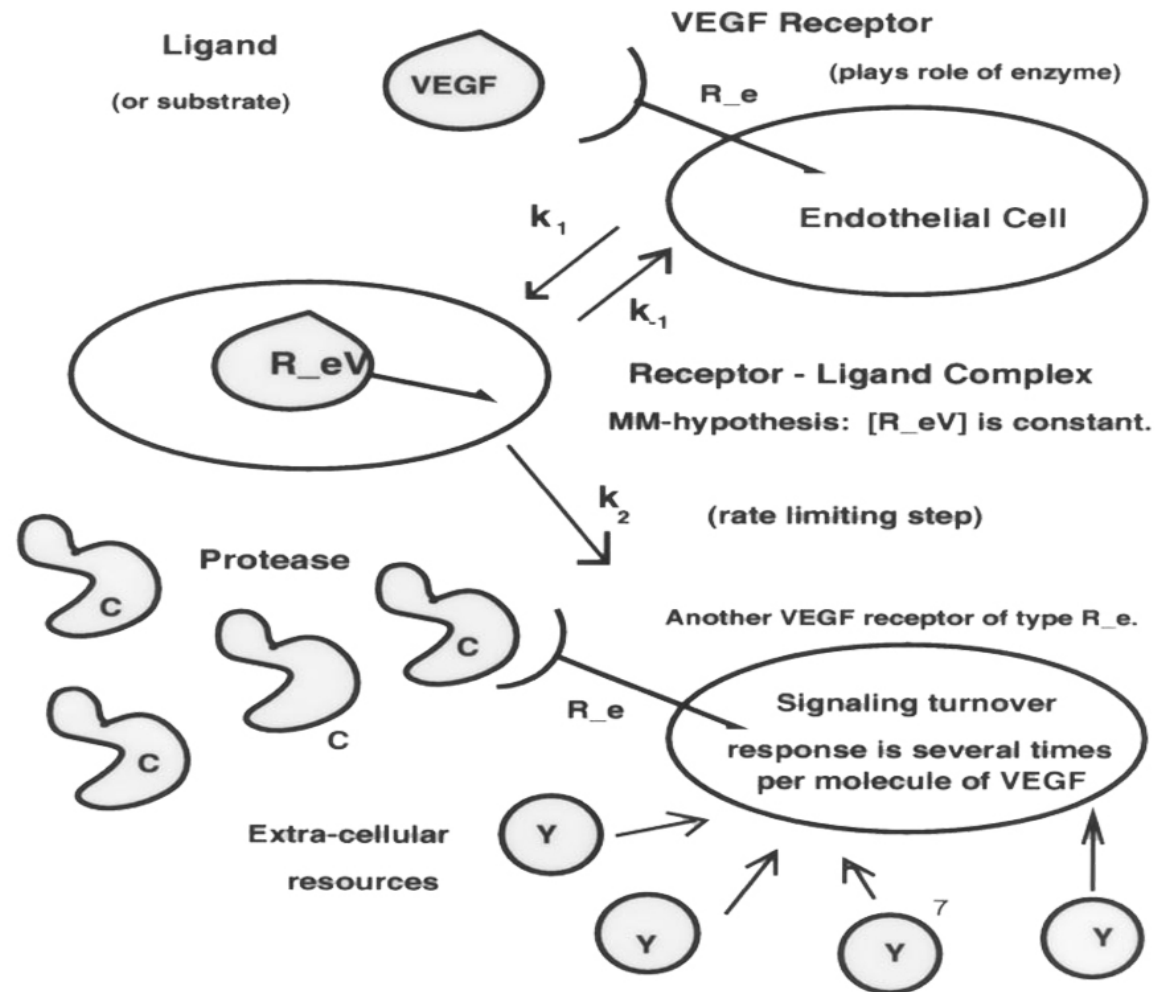 VEGF Receptor
Ligand
(plays role of enzyme)
(or substrate)
VEGF
R_e
Endothelial Cell
k₁
k₋₁
R_eV
Receptor - Ligand Complex
MM-hypothesis: [R_eV] is constant.
k₂
(rate limiting step)
Protease
C
C
C
C
Another VEGF receptor of type R_e.
R_e
Signaling turnover
response is several times
per molecule of VEGF
Extra-cellular
resources
Y
Y
Y
Y
7